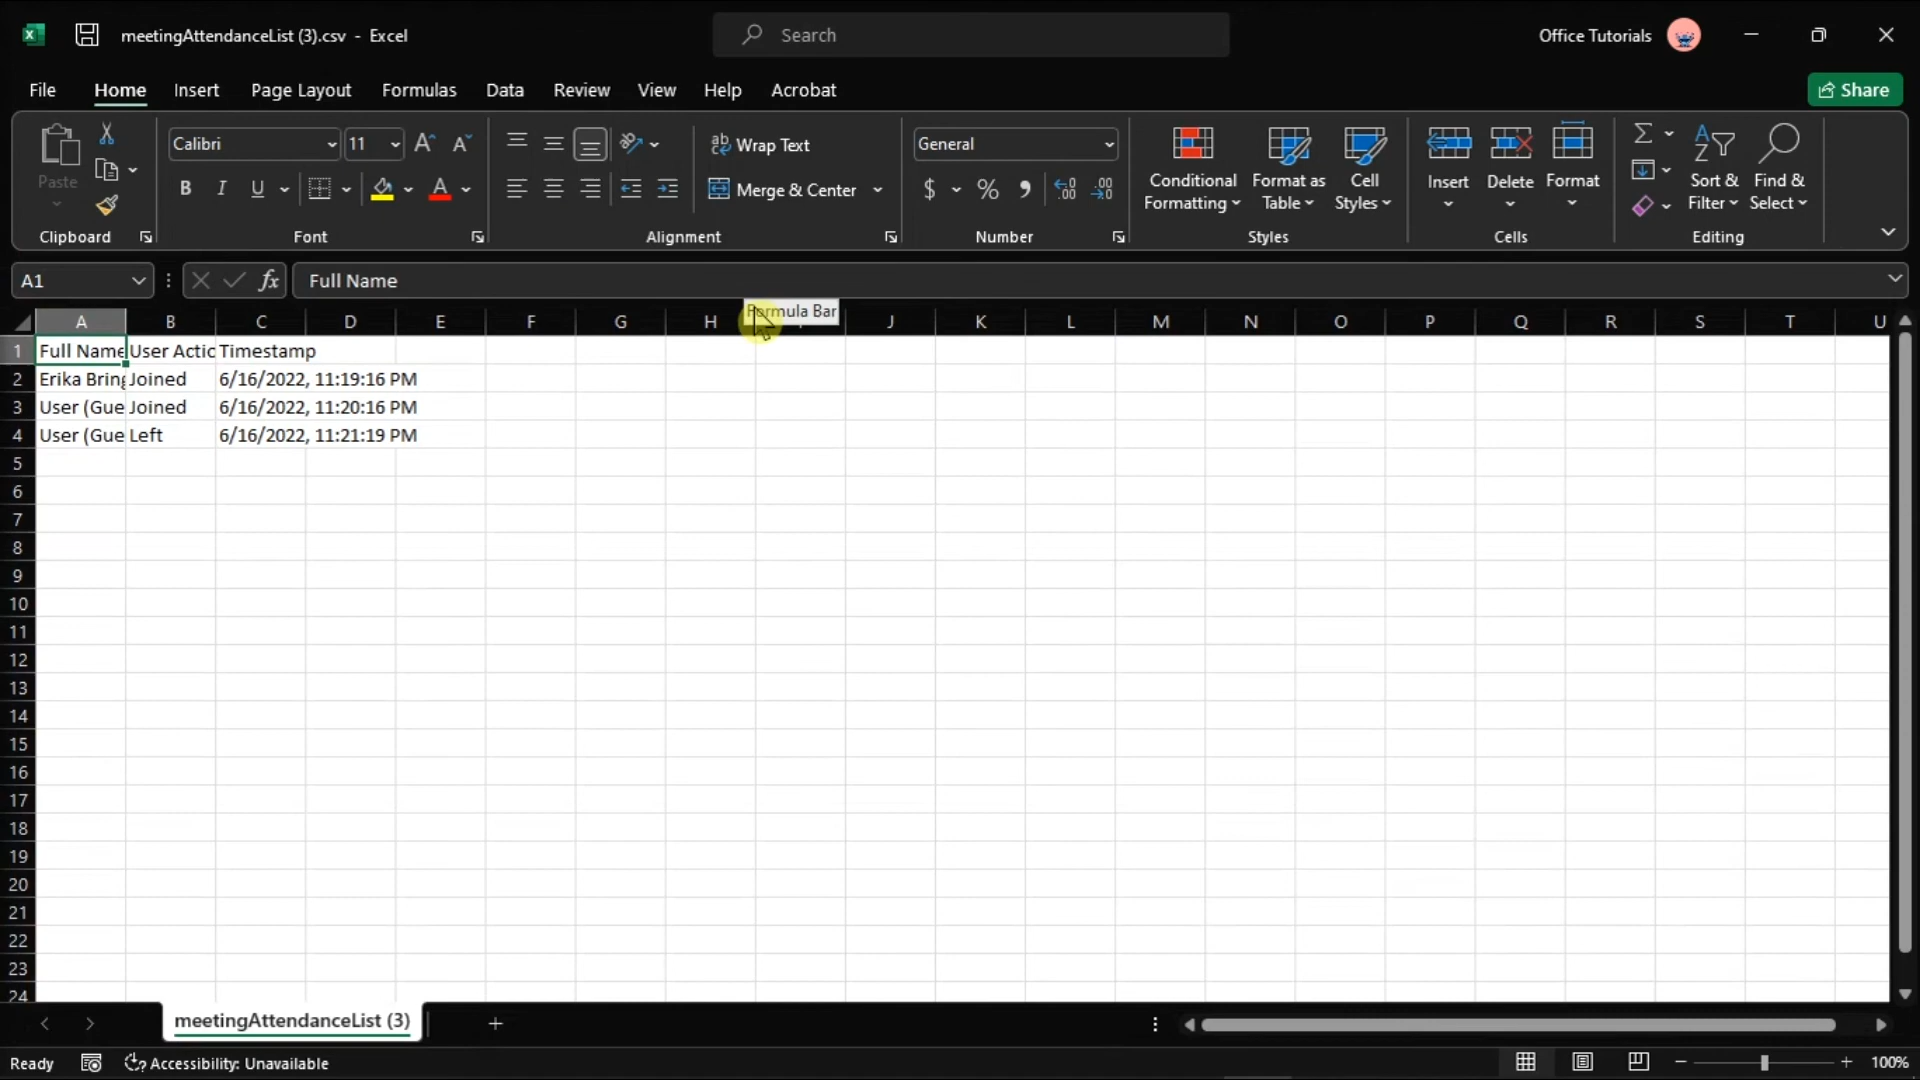 meetingAttendanceList (3).csv - Excel
Search
Office Tutorials
File Home Insert Page Layout Formulas Data Review View Help Acrobat
Share
Paste
Clipboard
Calibri 11
B I U A
Font
Wrap Text
Merge & Center
Alignment
General
$ % 9
Number
Conditional Formatting
Format as Table
Cell Styles
Styles
Insert
Delete
Format
Cells
Sort & Filter
Find & Select
Editing
A1
fx
Full Name
Formula Bar
A B C D E F G H J K L M N O P Q R S T U
1 Full Name User Actio Timestamp
2 Erika Bring Joined 6/16/2022, 11:19:16 PM
3 User (Gue Joined 6/16/2022, 11:20:16 PM
4 User (Gue Left 6/16/2022, 11:21:19 PM
5
6
7
8
9
10
11
12
13
14
15
16
17
18
19
20
21
22
23
24
meetingAttendanceList (3)
Ready
Accessibility: Unavailable
100%